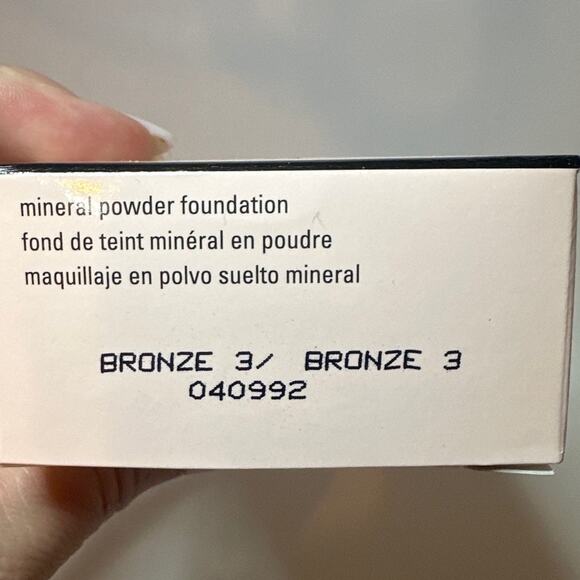 mineral powder foundation
fond de teint minéral en poudre
maquillaje en polvo suelto mineral
BRONZE 3/ BRONZE 3
040992